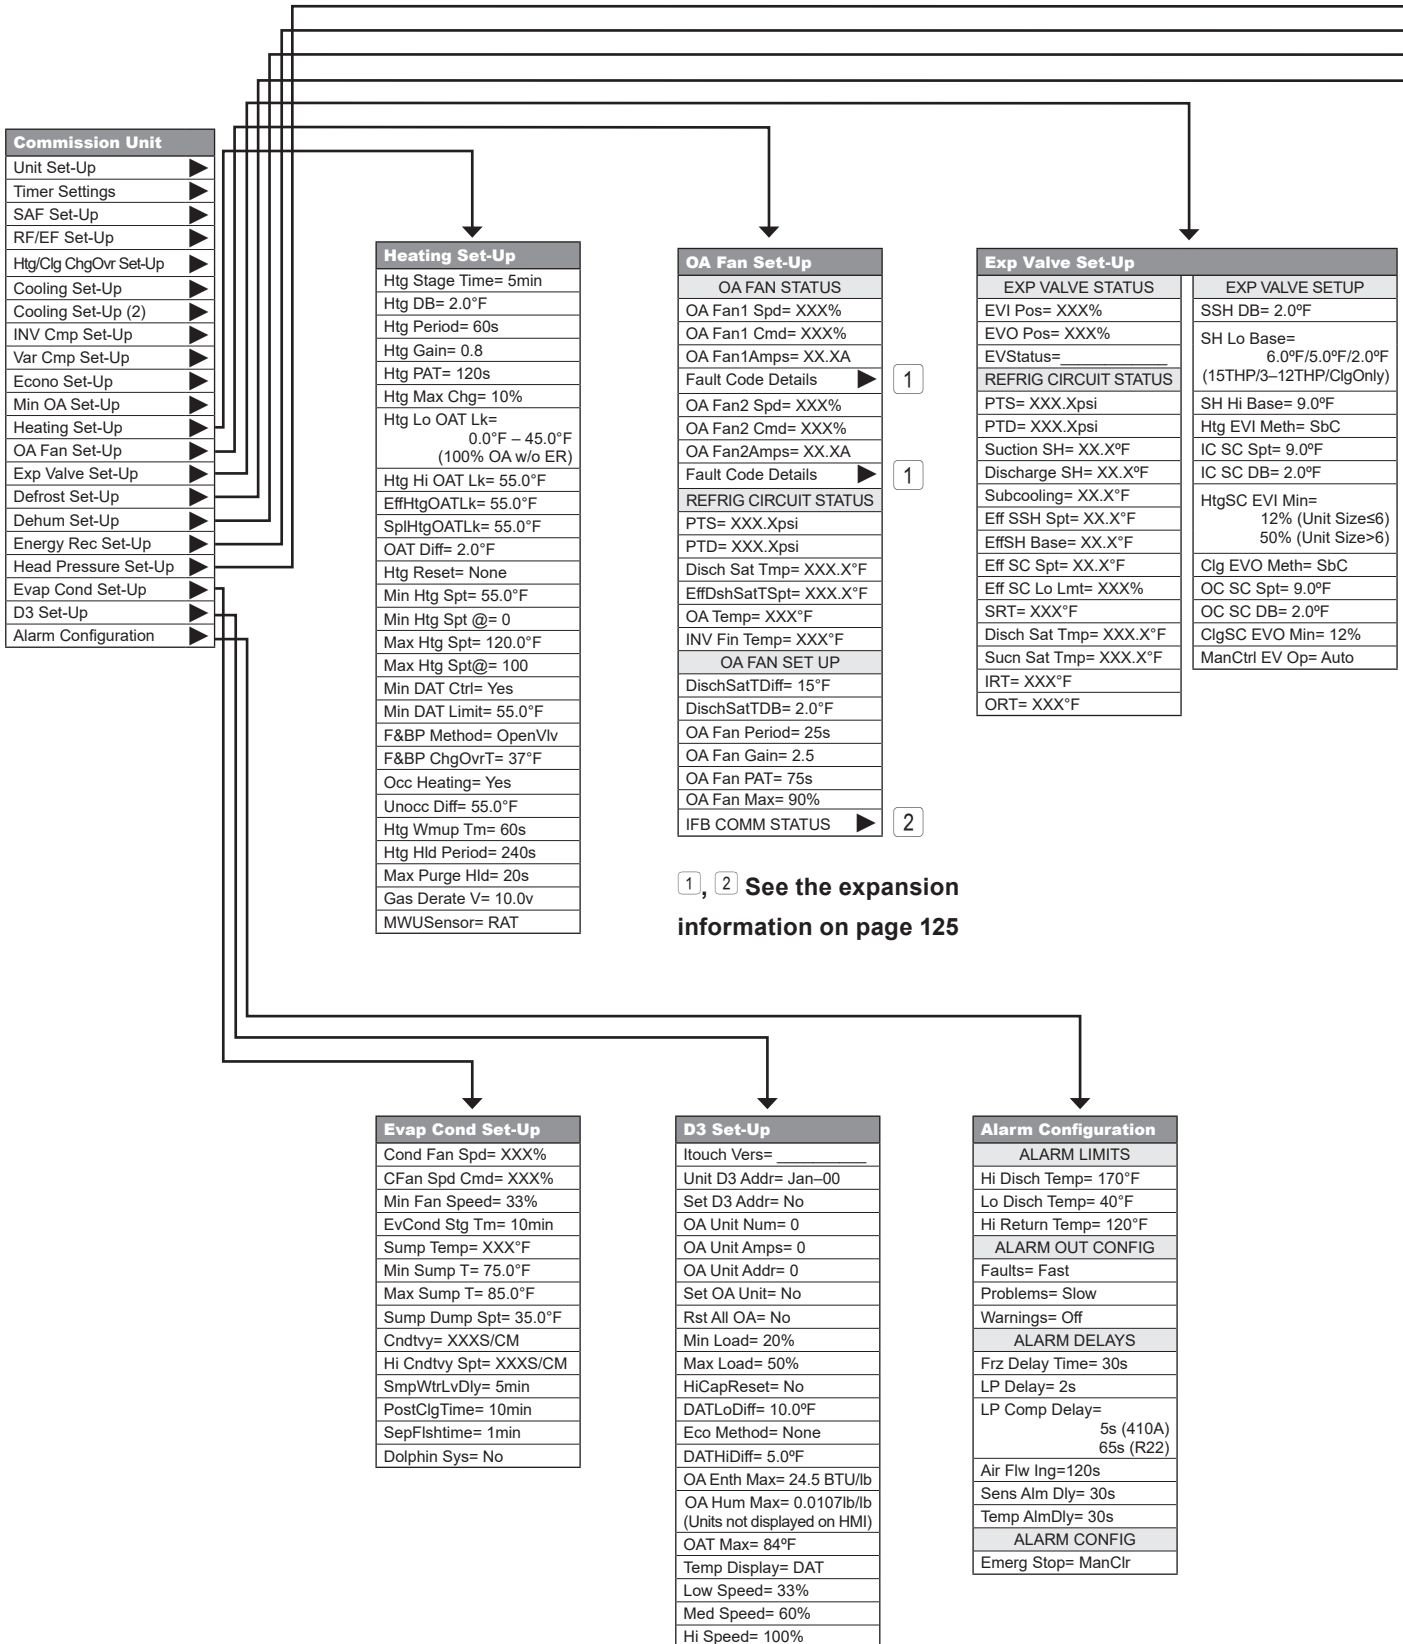 Commission Unit
Unit Set-Up
Timer Settings
SAF Set-Up
RF/EF Set-Up
Htg/Clg ChgOvr Set-Up
Cooling Set-Up
Cooling Set-Up (2)
INV Cmp Set-Up
Var Cmp Set-Up
Econo Set-Up
Min OA Set-Up
Heating Set-Up
OA Fan Set-Up
Exp Valve Set-Up
Defrost Set-Up
Dehum Set-Up
Energy Rec Set-Up
Head Pressure Set-Up
Evap Cond Set-Up
D3 Set-Up
Alarm Configuration
Heating Set-Up
Htg Stage Time= 5min
Htg DB= 2.0°F
Htg Period= 60s
Htg Gain= 0.8
Htg PAT= 120s
Htg Max Chg= 10%
Htg Lo OAT Lk=
0.0°F – 45.0°F
(100% OA w/o ER)
Htg Hi OAT Lk= 55.0°F
EffHtgOATLk= 55.0°F
SplHtgOATLk= 55.0°F
OAT Diff= 2.0°F
Htg Reset= None
Min Htg Spt= 55.0°F
Min Htg Spt @= 0
Max Htg Spt= 120.0°F
Max Htg Spt@= 100
Min DAT Ctrl= Yes
Min DAT Limit= 55.0°F
F&BP Method= OpenVlv
F&BP ChgOvrT= 37°F
Occ Heating= Yes
Unocc Diff= 55.0°F
Htg Wmup Tm= 60s
Htg Hld Period= 240s
Max Purge Hld= 20s
Gas Derate V= 10.0v
MWUSensor= RAT
OA Fan Set-Up
OA FAN STATUS
OA Fan1 Spd= XXX%
OA Fan1 Cmd= XXX%
OA Fan1Amps= XX.XA
Fault Code Details 1
OA Fan2 Spd= XXX%
OA Fan2 Cmd= XXX%
OA Fan2Amps= XX.XA
Fault Code Details 1
REFRIG CIRCUIT STATUS
PTS= XXX.Xpsi
PTD= XXX.Xpsi
Disch Sat Tmp= XXX.X°F
EffDshSatTSpt= XXX.X°F
OA Temp= XXX°F
INV Fin Temp= XXX°F
OA FAN SET UP
DischSatTDiff= 15°F
DischSatTDB= 2.0°F
OA Fan Period= 25s
OA Fan Gain= 2.5
OA Fan PAT= 75s
OA Fan Max= 90%
IFB COMM STATUS 2
1, 2 See the expansion
information on page 125
Exp Valve Set-Up
EXP VALVE STATUS
EVI Pos= XXX%
EVO Pos= XXX%
EVStatus=____________
REFRIG CIRCUIT STATUS
PTS= XXX.Xpsi
PTD= XXX.Xpsi
Suction SH= XX.XºF
Discharge SH= XX.XºF
Subcooling= XX.X°F
Eff SSH Spt= XX.X°F
EffSH Base= XX.X°F
Eff SC Spt= XX.X°F
Eff SC Lo Lmt= XXX%
SRT= XXX°F
Disch Sat Tmp= XXX.X°F
Sucn Sat Tmp= XXX.X°F
IRT= XXX°F
ORT= XXX°F
EXP VALVE SETUP
SSH DB= 2.0ºF
SH Lo Base=
6.0ºF/5.0ºF/2.0ºF
(15THP/3–12THP/ClgOnly)
SH Hi Base= 9.0ºF
Htg EVI Meth= SbC
IC SC Spt= 9.0ºF
IC SC DB= 2.0ºF
HtgSC EVI Min=
12% (Unit Size≤6)
50% (Unit Size>6)
Clg EVO Meth= SbC
OC SC Spt= 9.0ºF
OC SC DB= 2.0ºF
ClgSC EVO Min= 12%
ManCtrl EV Op= Auto
Evap Cond Set-Up
Cond Fan Spd= XXX%
CFan Spd Cmd= XXX%
Min Fan Speed= 33%
EvCond Stg Tm= 10min
Sump Temp= XXX°F
Min Sump T= 75.0°F
Max Sump T= 85.0°F
Sump Dump Spt= 35.0°F
Cndtvy= XXXS/CM
Hi Cndtvy Spt= XXXS/CM
SmpWtrLvDly= 5min
PostClgTime= 10min
SepFlshtime= 1min
Dolphin Sys= No
D3 Set-Up
Itouch Vers= __________
Unit D3 Addr= Jan–00
Set D3 Addr= No
OA Unit Num= 0
OA Unit Amps= 0
OA Unit Addr= 0
Set OA Unit= No
Rst All OA= No
Min Load= 20%
Max Load= 50%
HiCapReset= No
DATLoDiff= 10.0ºF
Eco Method= None
DATHiDiff= 5.0ºF
OA Enth Max= 24.5 BTU/lb
OA Hum Max= 0.0107lb/lb
(Units not displayed on HMI)
OAT Max= 84ºF
Temp Display= DAT
Low Speed= 33%
Med Speed= 60%
Hi Speed= 100%
Alarm Configuration
ALARM LIMITS
Hi Disch Temp= 170°F
Lo Disch Temp= 40°F
Hi Return Temp= 120°F
ALARM OUT CONFIG
Faults= Fast
Problems= Slow
Warnings= Off
ALARM DELAYS
Frz Delay Time= 30s
LP Delay= 2s
LP Comp Delay=
5s (410A)
65s (R22)
Air Flw Ing=120s
Sens Alm Dly= 30s
Temp AlmDly= 30s
ALARM CONFIG
Emerg Stop= ManClr